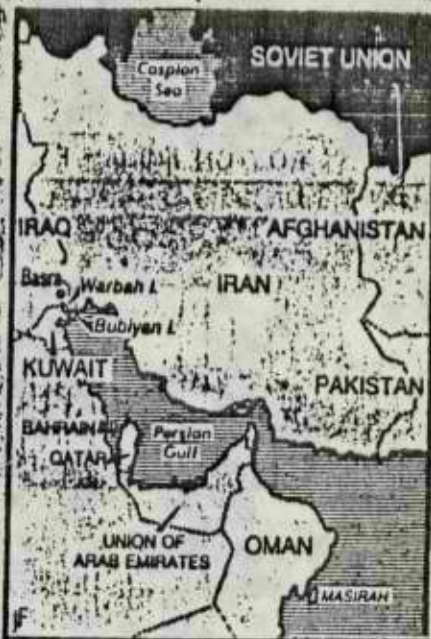 Caspian
Sea
SOVIET UNION
IRAQ
AFGHANISTAN
IRAN
Basra
Warbah I.
Bubiyan I.
KUWAIT
PAKISTAN
BAHRAIN
Persian
Gulf
QATAR
UNION OF
ARAB EMIRATES
OMAN
MASIRAH